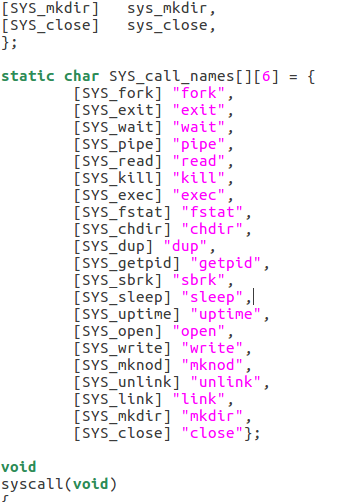 [SYS_mkdir]   sys_mkdir,
[SYS_close]   sys_close,
};
static char SYS_call_names[][6] = {
        [SYS_fork] "fork",
        [SYS_exit] "exit",
        [SYS_wait] "wait",
        [SYS_pipe] "pipe",
        [SYS_read] "read",
        [SYS_kill] "kill",
        [SYS_exec] "exec",
        [SYS_fstat] "fstat",
        [SYS_chdir] "chdir",
        [SYS_dup] "dup",
        [SYS_getpid] "getpid",
        [SYS_sbrk] "sbrk",
        [SYS_sleep] "sleep",
        [SYS_uptime] "uptime",
        [SYS_open] "open",
        [SYS_write] "write",
        [SYS_mknod] "mknod",
        [SYS_unlink] "unlink",
        [SYS_link] "link",
        [SYS_mkdir] "mkdir",
        [SYS_close] "close"};
void
syscall(void)
{